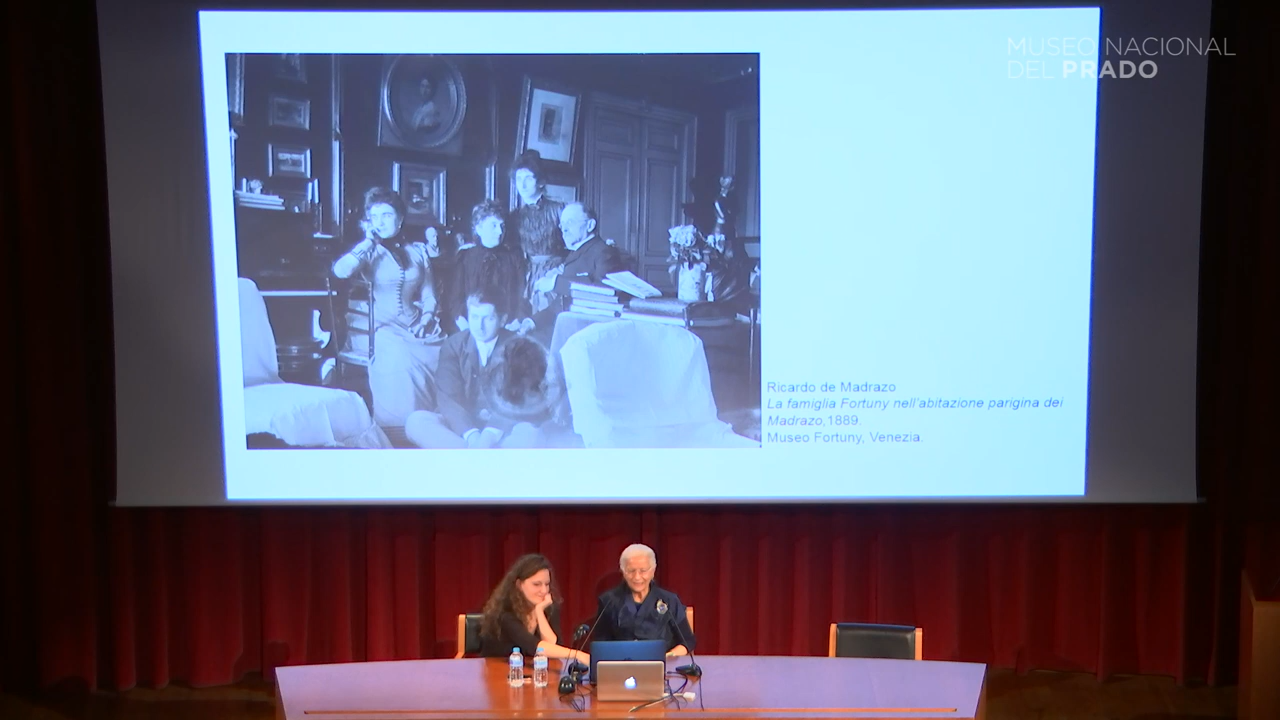 MUSEO NACIONAL
DEL PRADO
Ricardo de Madrazo
La famiglia Fortuny nell'abitazione parigina dei
Madrazo,1889.
Museo Fortuny, Venezia.